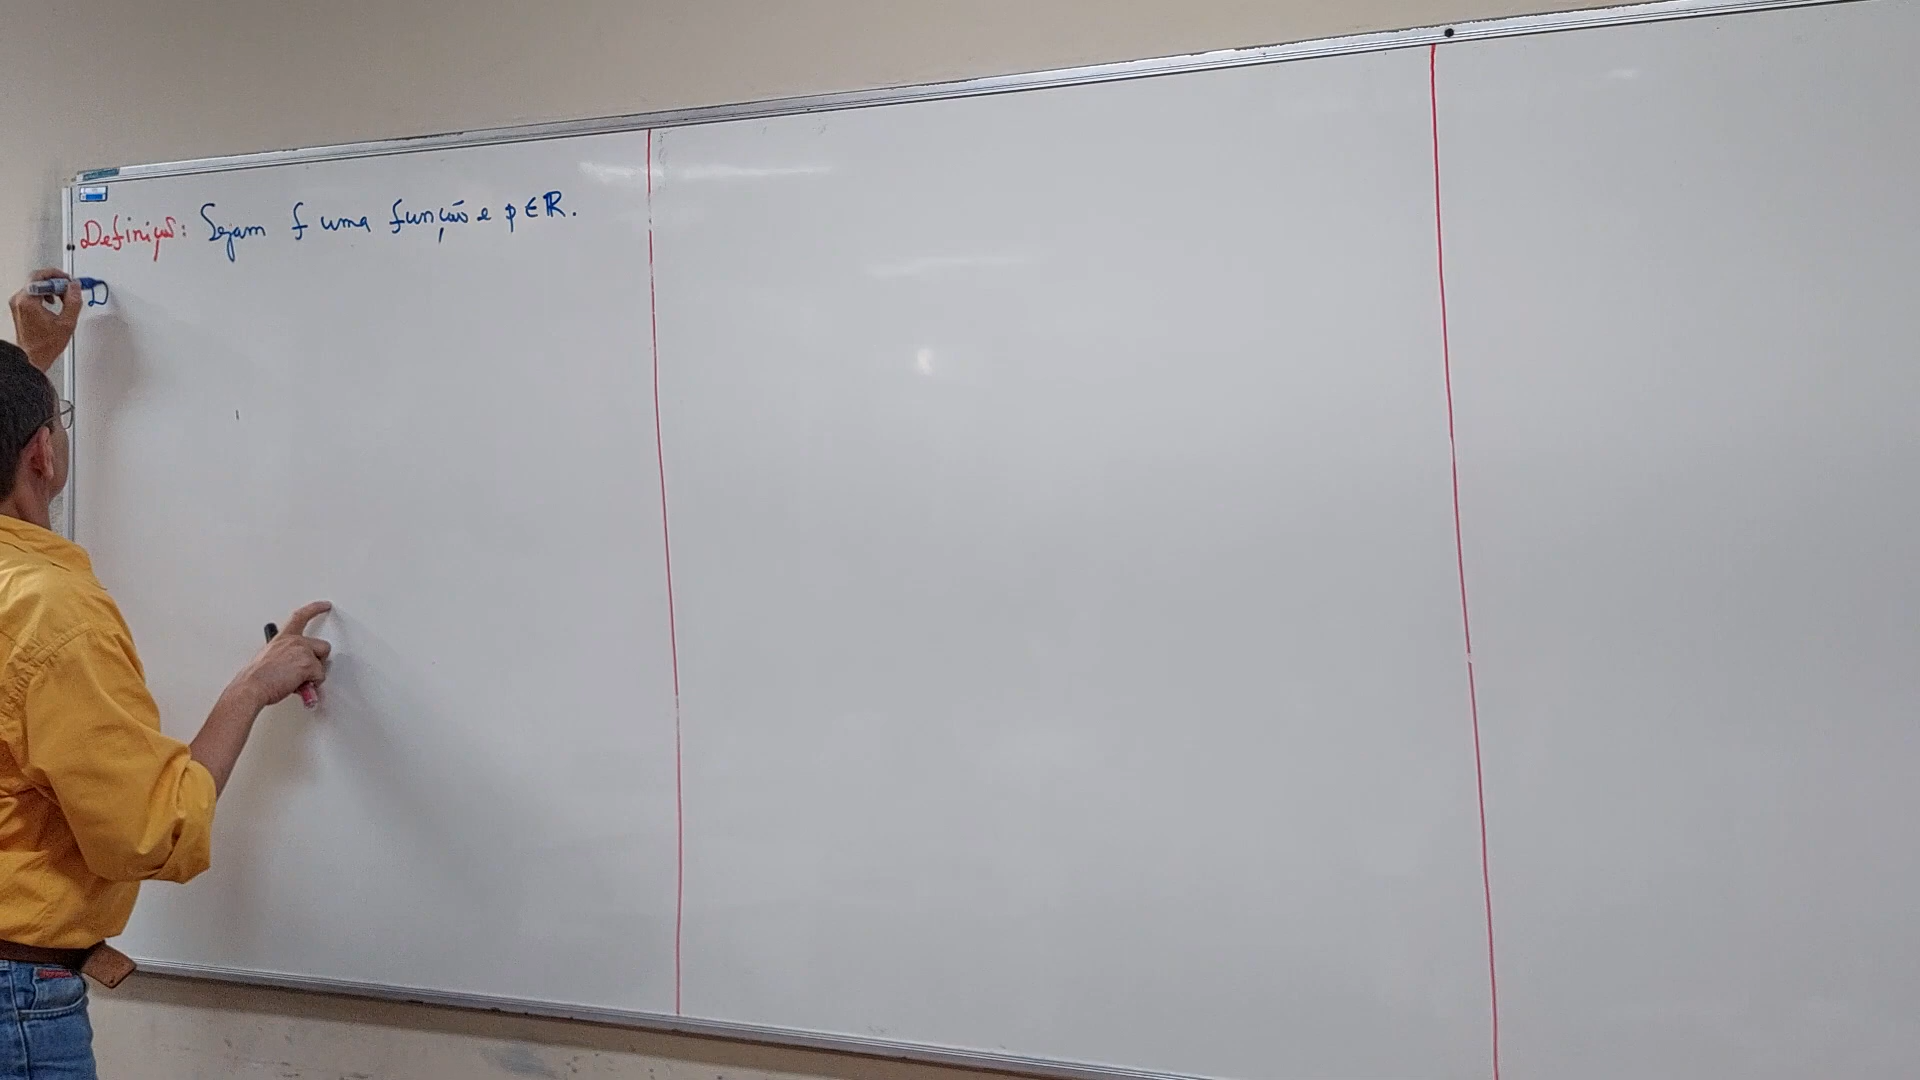 Definição: Sejam f uma função e p ∈ ℝ.
D